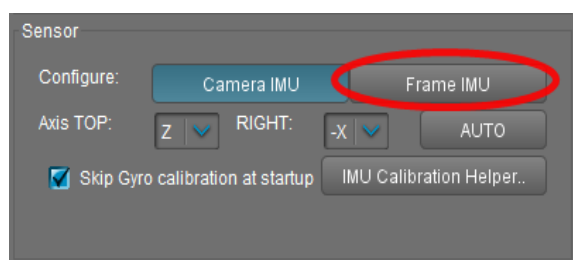 Sensor
Configure: Camera IMU Frame IMU
Axis TOP: Z RIGHT: -X AUTO
Skip Gyro calibration at startup IMU Calibration Helper..